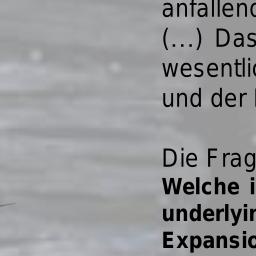 anfallend
(...) Das
wesentlic
und der
Die Frag
Welche i
underlyin
Expansio